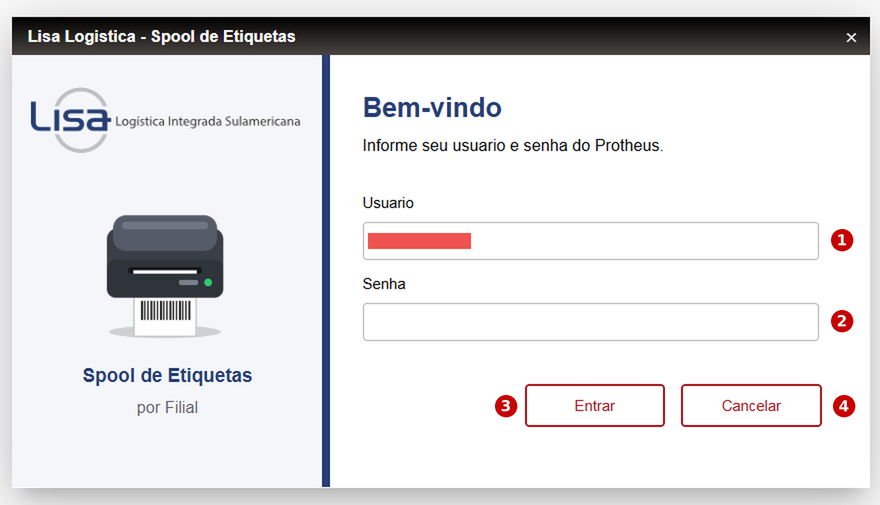 Lisa Logistica - Spool de Etiquetas
×
Lisa Logística Integrada Sulamericana
Spool de Etiquetas
por Filial
Bem-vindo
Informe seu usuario e senha do Protheus.
Usuario
1
Senha
2
3 Entrar
Cancelar 4